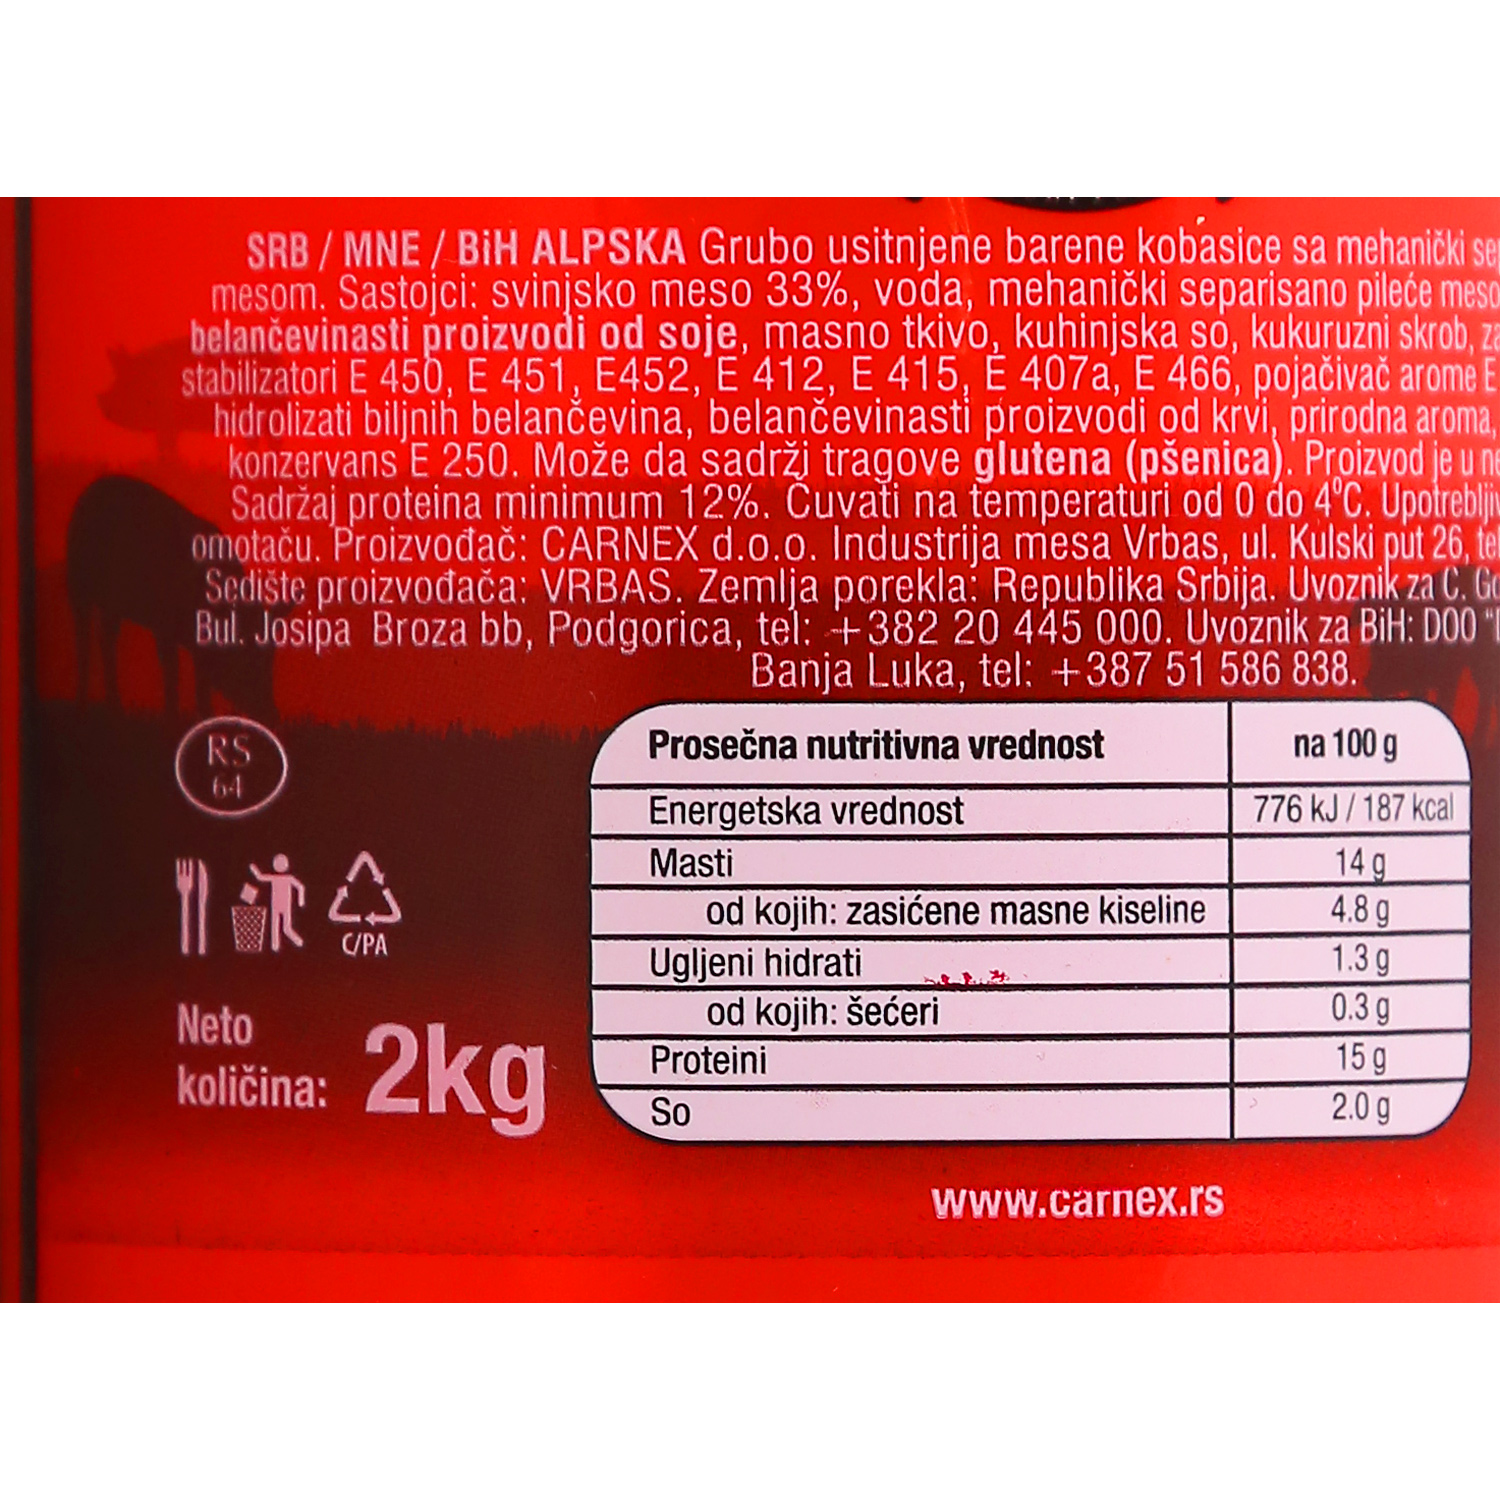 SRB / MNE / BiH ALPSKA Grubo usitnjene barene kobasice sa mehanički
mesom. Sastojci: svinjsko meso 33%, voda, mehanički separisano pileće meso
belančevinasti proizvodi od soje, masno tkivo, kuhinjska so, kukuruzni skrob,
stabilizatori E 450, E 451, E452, E 412, E 415, E 407a, E 466, pojačivač arome E
hidrolizati biljnih belančevina, belančevinasti proizvodi od krvi, prirodna aroma,
konzervans E 250. Može da sadrži tragove glutena (pšenica). Proizvod je u
Sadržaj proteina minimum 12%. Čuvati na temperaturi od 0 do 4°C.
omotaču. Proizvođač: CARNEX d.o.o. Industrija mesa Vrbas, ul. Kulski put 26,
Sedište proizvođača: VRBAS. Zemlja porekla: Republika Srbija. Uvoznik za C.
Bul. Josipa Broza bb, Podgorica, tel: +382 20 445 000. Uvoznik za BiH: DOO
Banja Luka, tel: +387 51 586 838.
Prosečna nutritivna vrednost na 100 g
Energetska vrednost 776 kJ / 187 kcal
Masti 14 g
od kojih: zasićene masne kiseline 4.8 g
Ugljeni hidrati 1.3 g
od kojih: šećeri 0.3 g
Proteini 15 g
So 2.0 g
RS
64
C/PA
Neto
količina: 2kg
www.carnex.rs